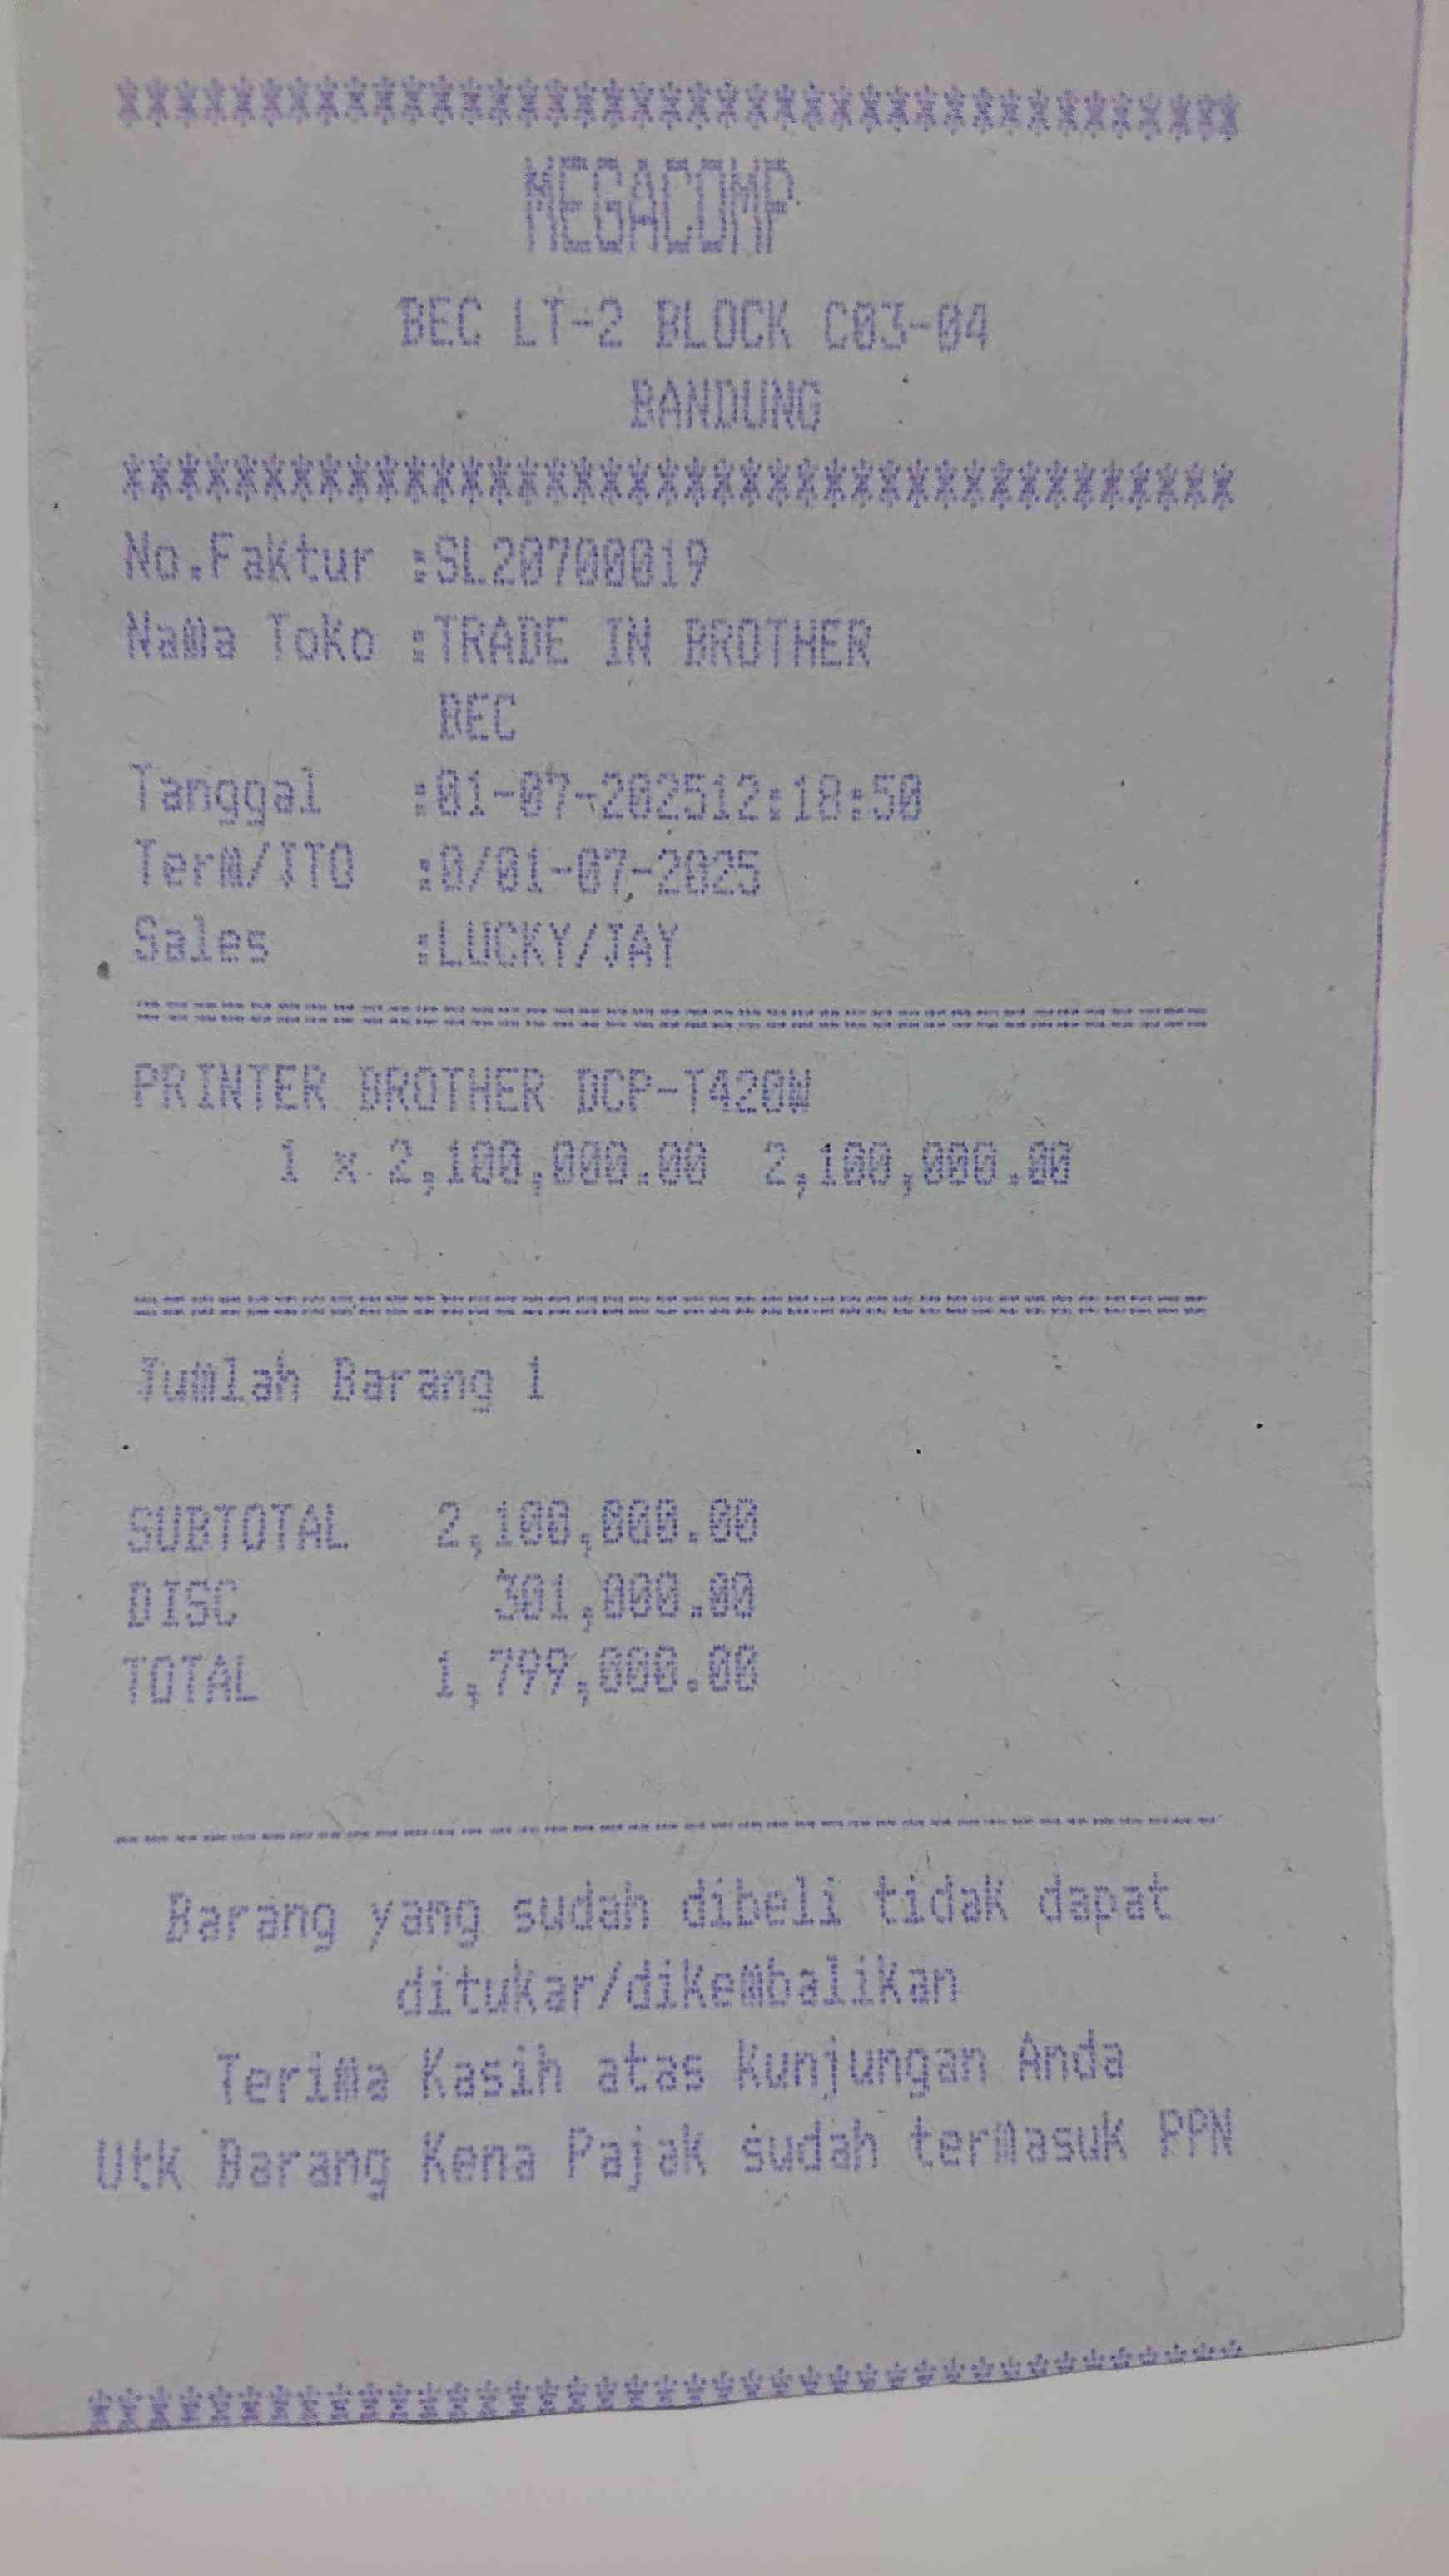 ****************************************
MEGACOMP
BEC LT-2 BLOCK C03-04
BANDUNG
****************************************
No.Faktur :SL20700019
Nama Toko :TRADE IN BROTHER
BEC
Tanggal :01-07-202512:18:50
Term/JTO :0/01-07-2025
Sales :LUCKY/JAY
========================================
PRINTER BROTHER DCP-T420W
1 x 2,100,000.00 2,100,000.00
========================================
Jumlah Barang 1
SUBTOTAL 2,100,000.00
DISC 301,000.00
TOTAL 1,799,000.00
----------------------------------------
Barang yang sudah dibeli tidak dapat
ditukar/dikembalikan
Terima Kasih atas Kunjungan Anda
Utk Barang Kena Pajak sudah termasuk PPN
****************************************